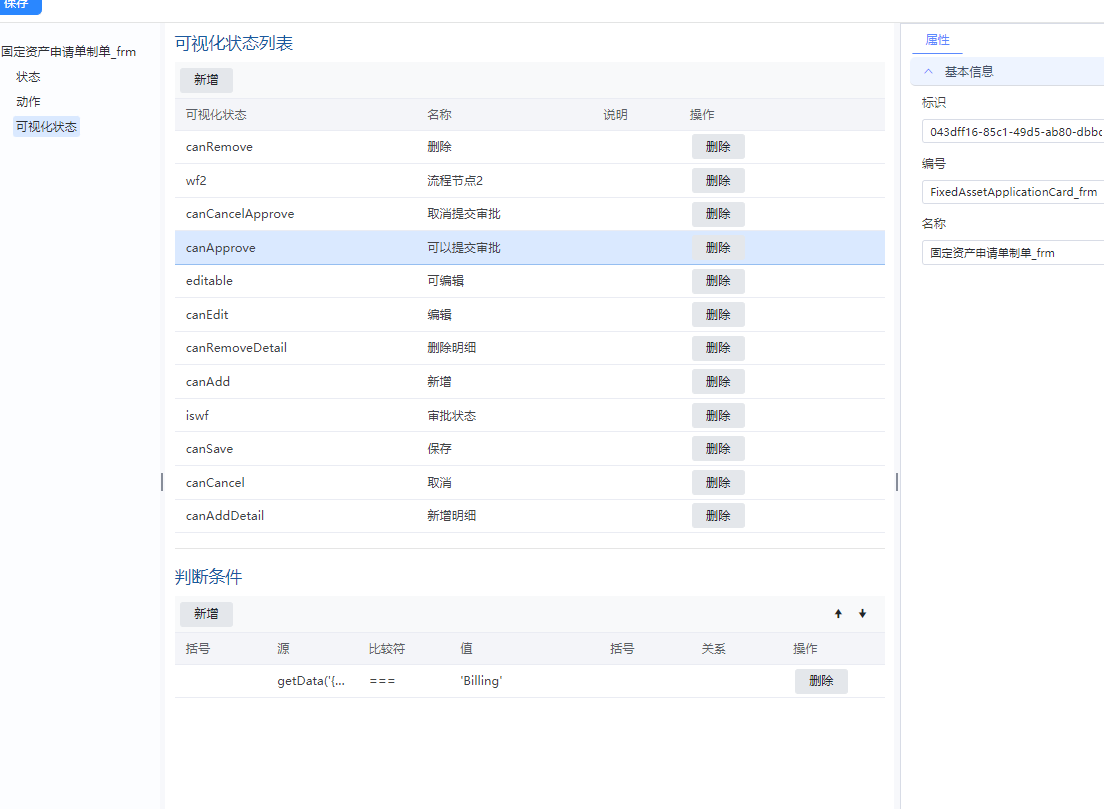 保存
固定资产申请单制单_frm
状态
动作
可视化状态
可视化状态列表
新增
可视化状态 名称 说明 操作
canRemove 删除 删除
wf2 流程节点2 删除
canCancelApprove 取消提交审批 删除
canApprove 可以提交审批 删除
editable 可编辑 删除
canEdit 编辑 删除
canRemoveDetail 删除明细 删除
canAdd 新增 删除
iswf 审批状态 删除
canSave 保存 删除
canCancel 取消 删除
canAddDetail 新增明细 删除
判断条件
新增
括号 源 比较符 值 括号 关系 操作
getData('{... === 'Billing' 删除
属性
基本信息
标识
043dff16-85c1-49d5-ab80-dbbc
编号
FixedAssetApplicationCard_frm
名称
固定资产申请单制单_frm